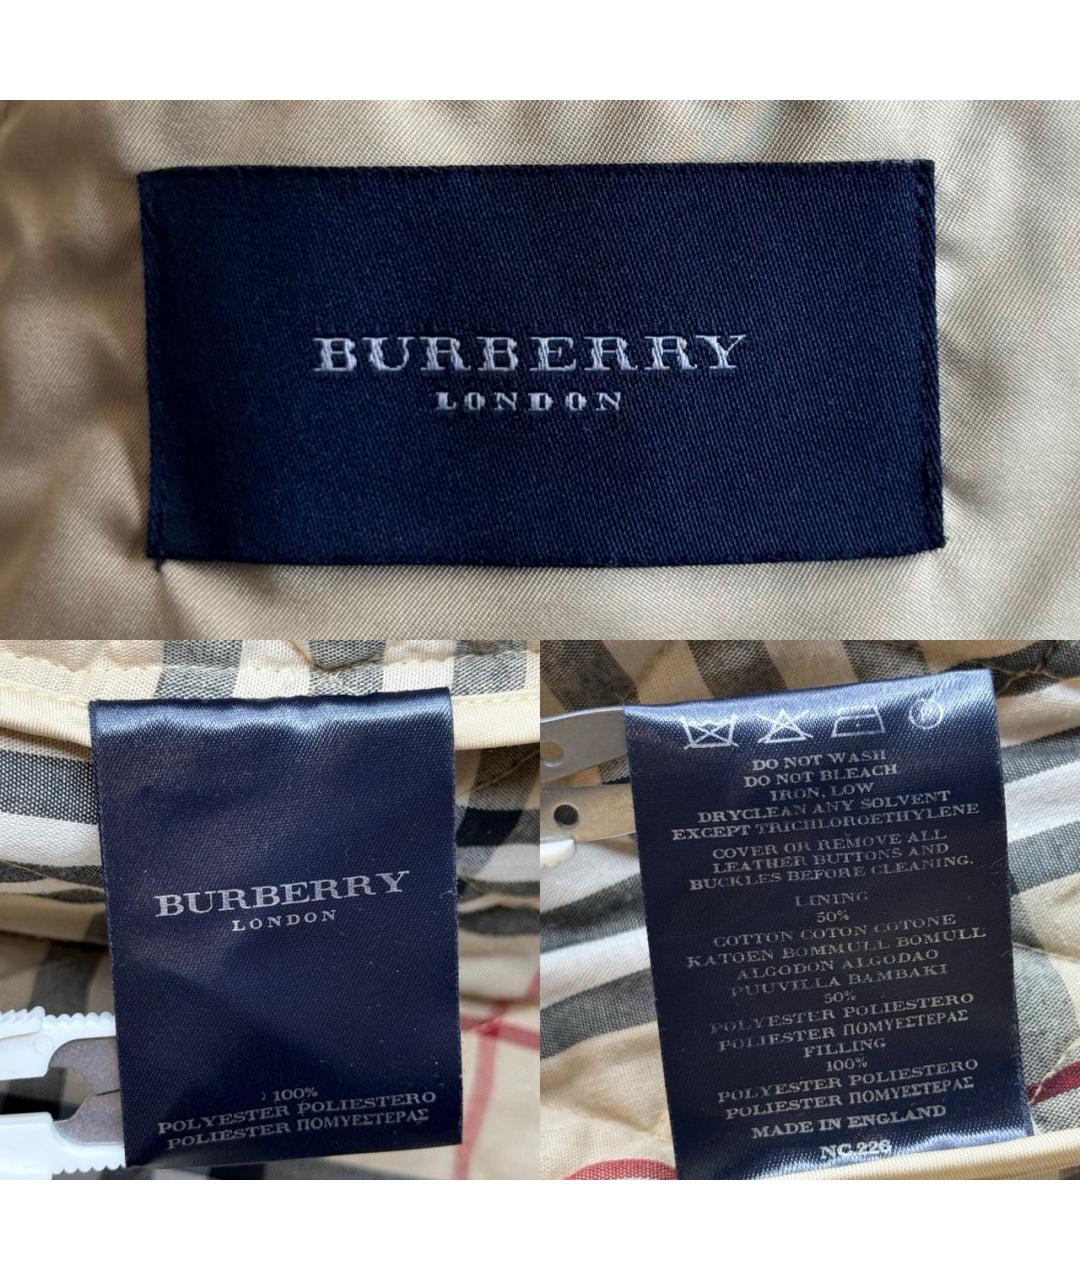 BURBERRY
LONDON
BURBERRY
LONDON
100%
POLYESTER POLIESTERO
POLIESTER ΠΟΜΥΕΣΤΕΡΑΣ
DO NOT WASH
DO NOT BLEACH
IRON, LOW
DRYCLEAN ANY SOLVENT
EXCEPT TRICHLOROETHYLENE
COVER OR REMOVE ALL
LEATHER BUTTONS AND
BUCKLES BEFORE CLEANING.
LINING
50%
COTTON COTON COTONE
KATOEN BOMMULL BOMULL
ALGODON ALGODAO
PUUVILLA BAMBAKI
50%
POLYESTER POLIESTERO
POLIESTER ΠΟΜΥΕΣΤΕΡΑΣ
FILLING
100%
POLYESTER POLIESTERO
POLIESTER ΠΟΜΥΕΣΤΕΡΑΣ
MADE IN ENGLAND
NC.226